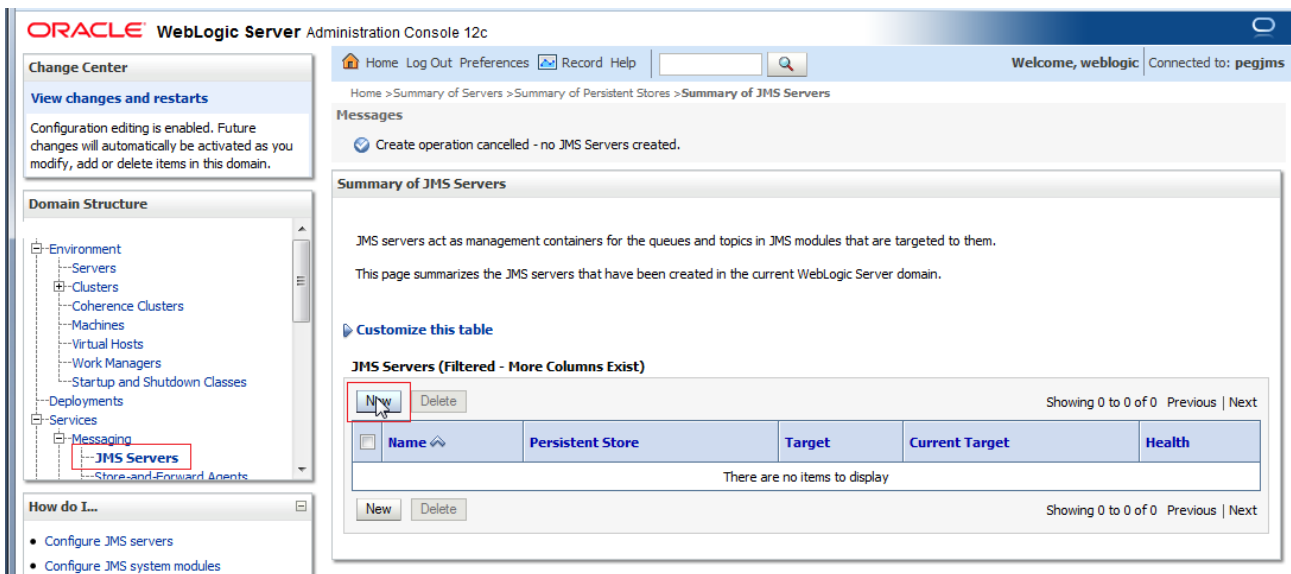 ORACLE WebLogic Server Administration Console 12c
Change Center
View changes and restarts
Configuration editing is enabled. Future
changes will automatically be activated as you
modify, add or delete items in this domain.
Domain Structure
Environment
Servers
Clusters
Coherence Clusters
Machines
Virtual Hosts
Work Managers
Startup and Shutdown Classes
Deployments
Services
Messaging
JMS Servers
Store-and-Forward Agents
How do I...
Configure JMS servers
Configure JMS system modules
Home Log Out Preferences Record Help
Welcome, weblogic Connected to: pegjms
Home >Summary of Servers >Summary of Persistent Stores >Summary of JMS Servers
Messages
Create operation cancelled - no JMS Servers created.
Summary of JMS Servers
JMS servers act as management containers for the queues and topics in JMS modules that are targeted to them.
This page summarizes the JMS servers that have been created in the current WebLogic Server domain.
Customize this table
JMS Servers (Filtered - More Columns Exist)
New Delete Showing 0 to 0 of 0 Previous | Next
Name Persistent Store Target Current Target Health
There are no items to display
New Delete Showing 0 to 0 of 0 Previous | Next